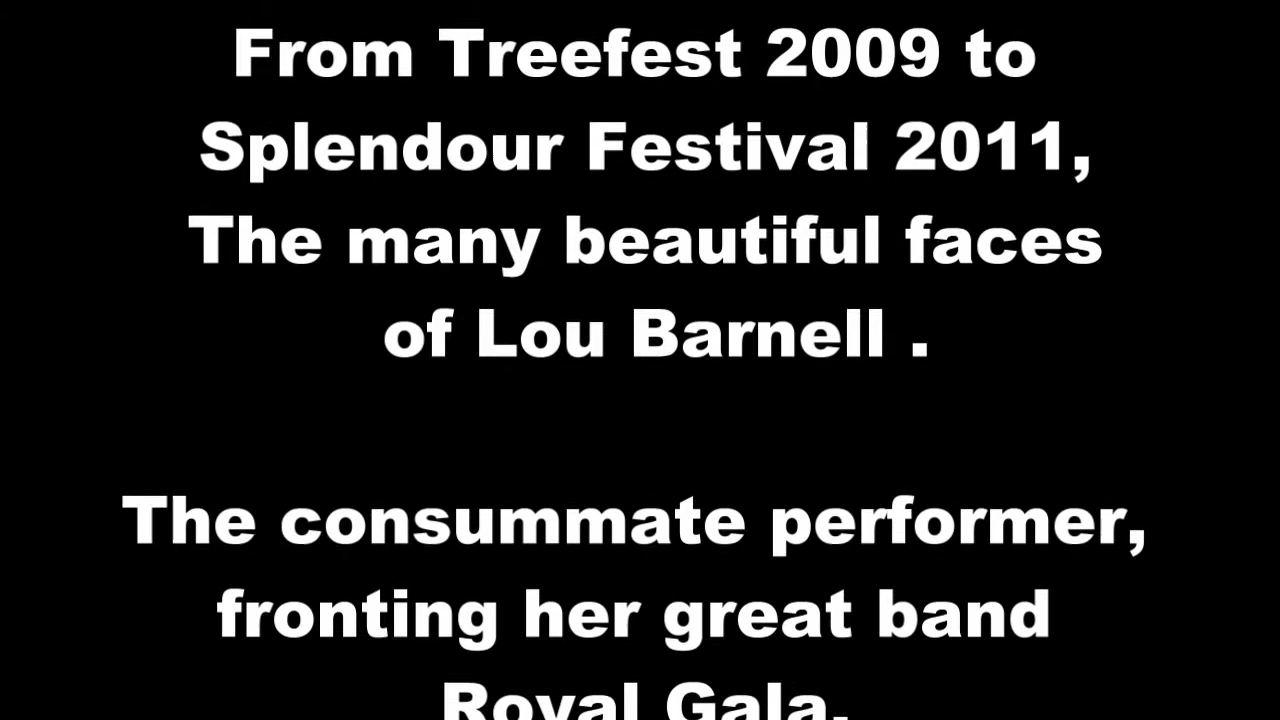 From Treefest 2009 to
Splendour Festival 2011,
The many beautiful faces
of Lou Barnell .
The consummate performer,
fronting her great band
Royal Gala.